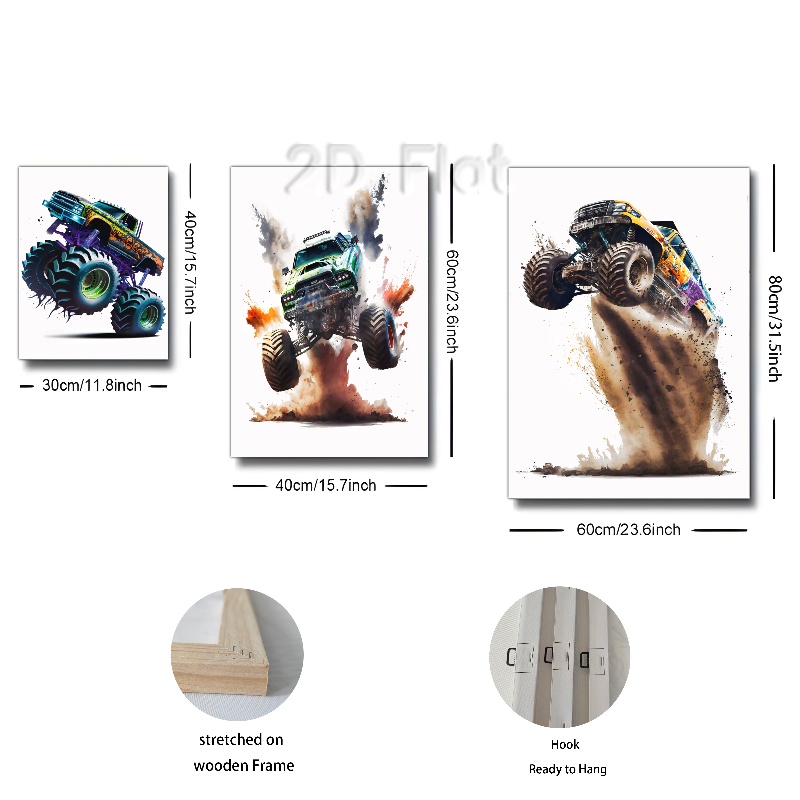 2D Flat
40cm/15.7inch
30cm/11.8inch
60cm/23.6inch
40cm/15.7inch
80cm/31.5inch
60cm/23.6inch
stretched on
wooden Frame
Hook
Ready to Hang